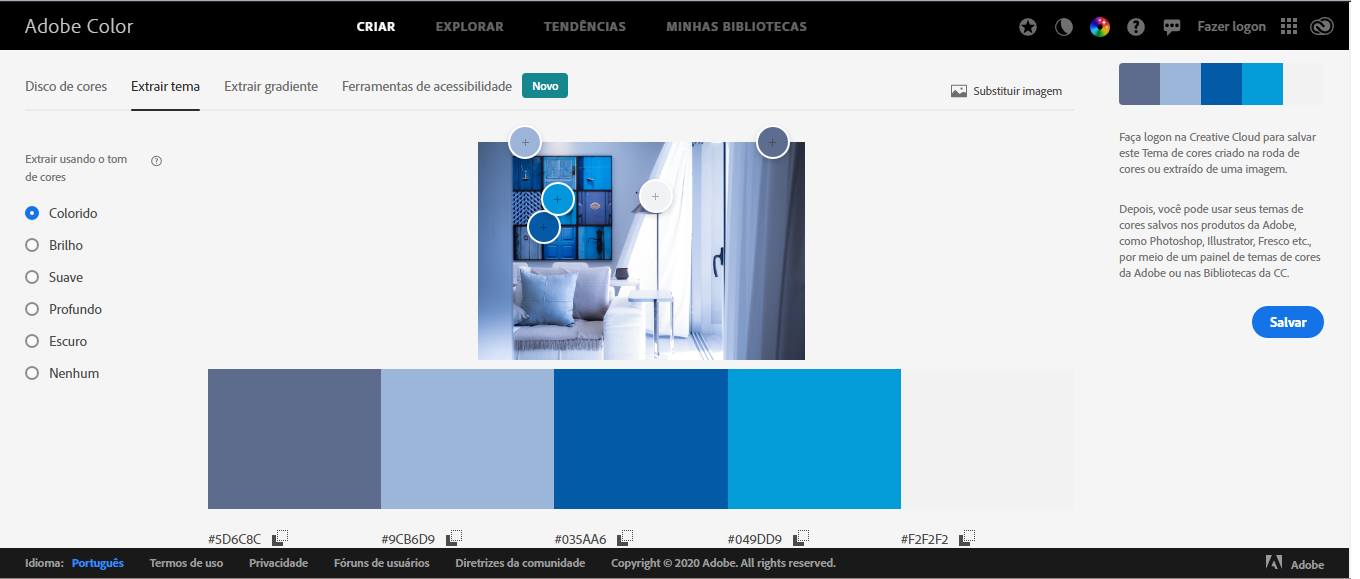 Adobe Color
CRIAR
EXPLORAR
TENDÊNCIAS
MINHAS BIBLIOTECAS
Fazer logon
Disco de cores
Extrair tema
Extrair gradiente
Ferramentas de acessibilidade
Novo
Substituir imagem
Extrair usando o tom
de cores
Colorido
Brilho
Suave
Profundo
Escuro
Nenhum
Faça logon na Creative Cloud para salvar
este Tema de cores criado na roda de
cores ou extraído de uma imagem.
Depois, você pode usar seus temas de
cores salvos nos produtos da Adobe,
como Photoshop, Illustrator, Fresco etc.,
por meio de um painel de temas de cores
da Adobe ou nas Bibliotecas da CC.
Salvar
#5D6C8C
#9CB6D9
#035AA6
#049DD9
#F2F2F2
Idioma: Português
Termos de uso
Privacidade
Fóruns de usuários
Diretrizes da comunidade
Copyright © 2020 Adobe. All rights reserved.
Adobe